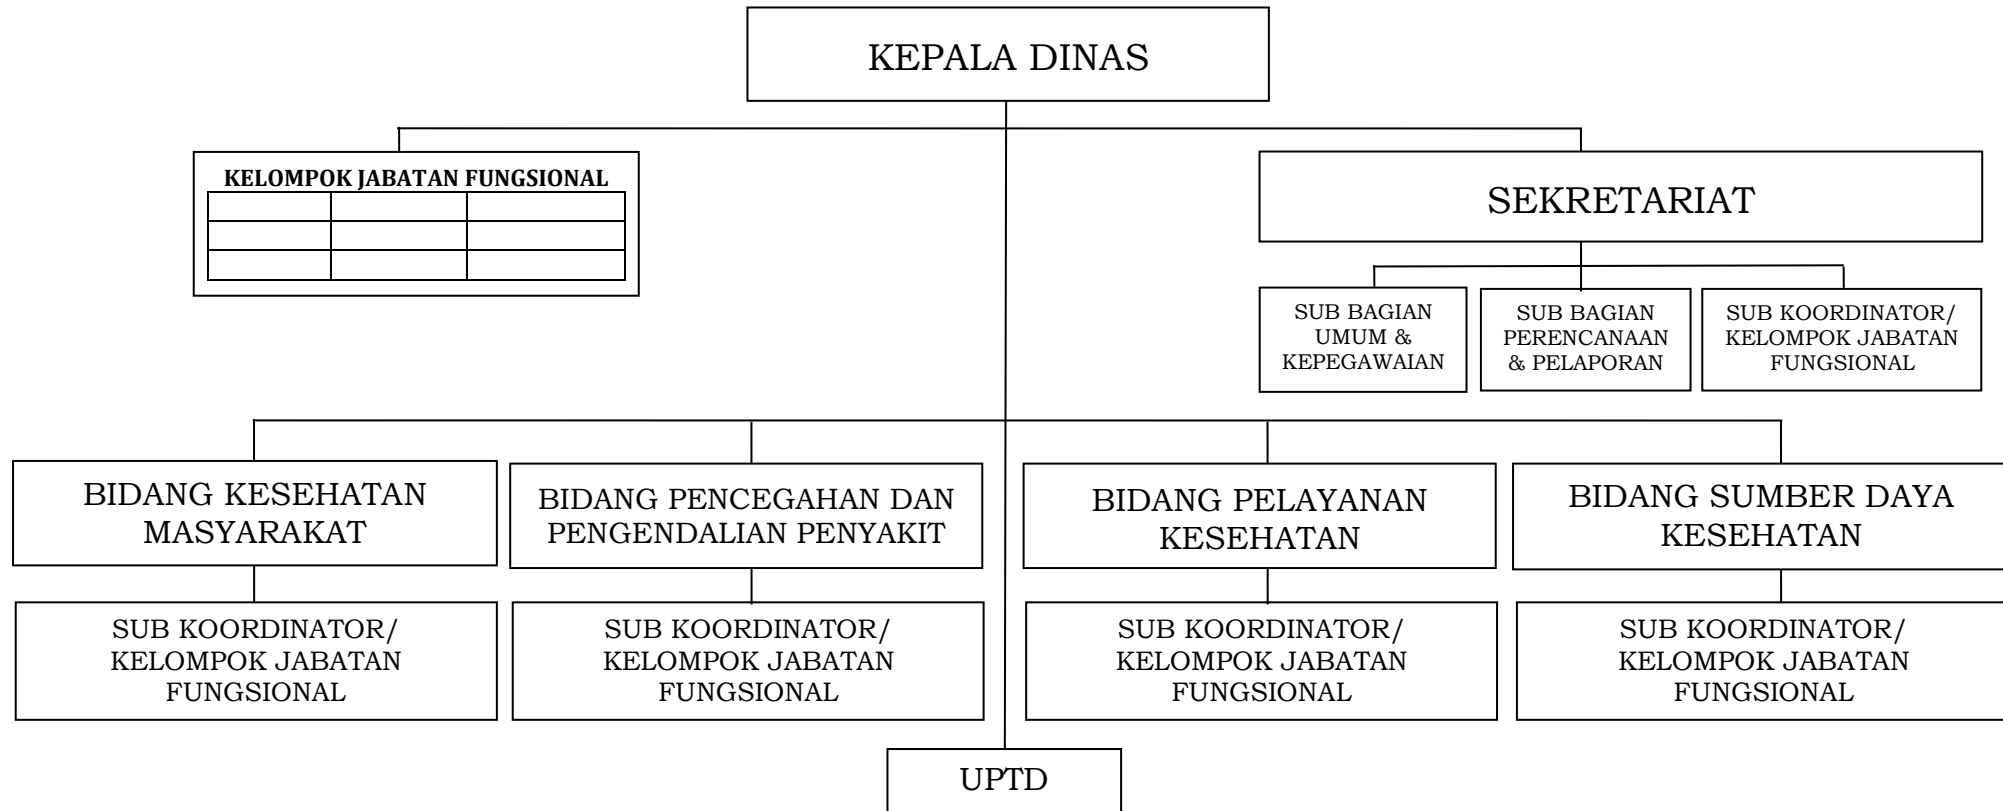 KEPALA DINAS
KELOMPOK JABATAN FUNGSIONAL
SEKRETARIAT
SUB BAGIAN
UMUM &
KEPEGAWAIAN
SUB BAGIAN
PERENCANAAN
& PELAPORAN
SUB KOORDINATOR/
KELOMPOK JABATAN
FUNGSIONAL
BIDANG KESEHATAN
MASYARAKAT
BIDANG PENCEGAHAN DAN
PENGENDALIAN PENYAKIT
BIDANG PELAYANAN
KESEHATAN
BIDANG SUMBER DAYA
KESEHATAN
SUB KOORDINATOR/
KELOMPOK JABATAN
FUNGSIONAL
SUB KOORDINATOR/
KELOMPOK JABATAN
FUNGSIONAL
SUB KOORDINATOR/
KELOMPOK JABATAN
FUNGSIONAL
SUB KOORDINATOR/
KELOMPOK JABATAN
FUNGSIONAL
UPTD